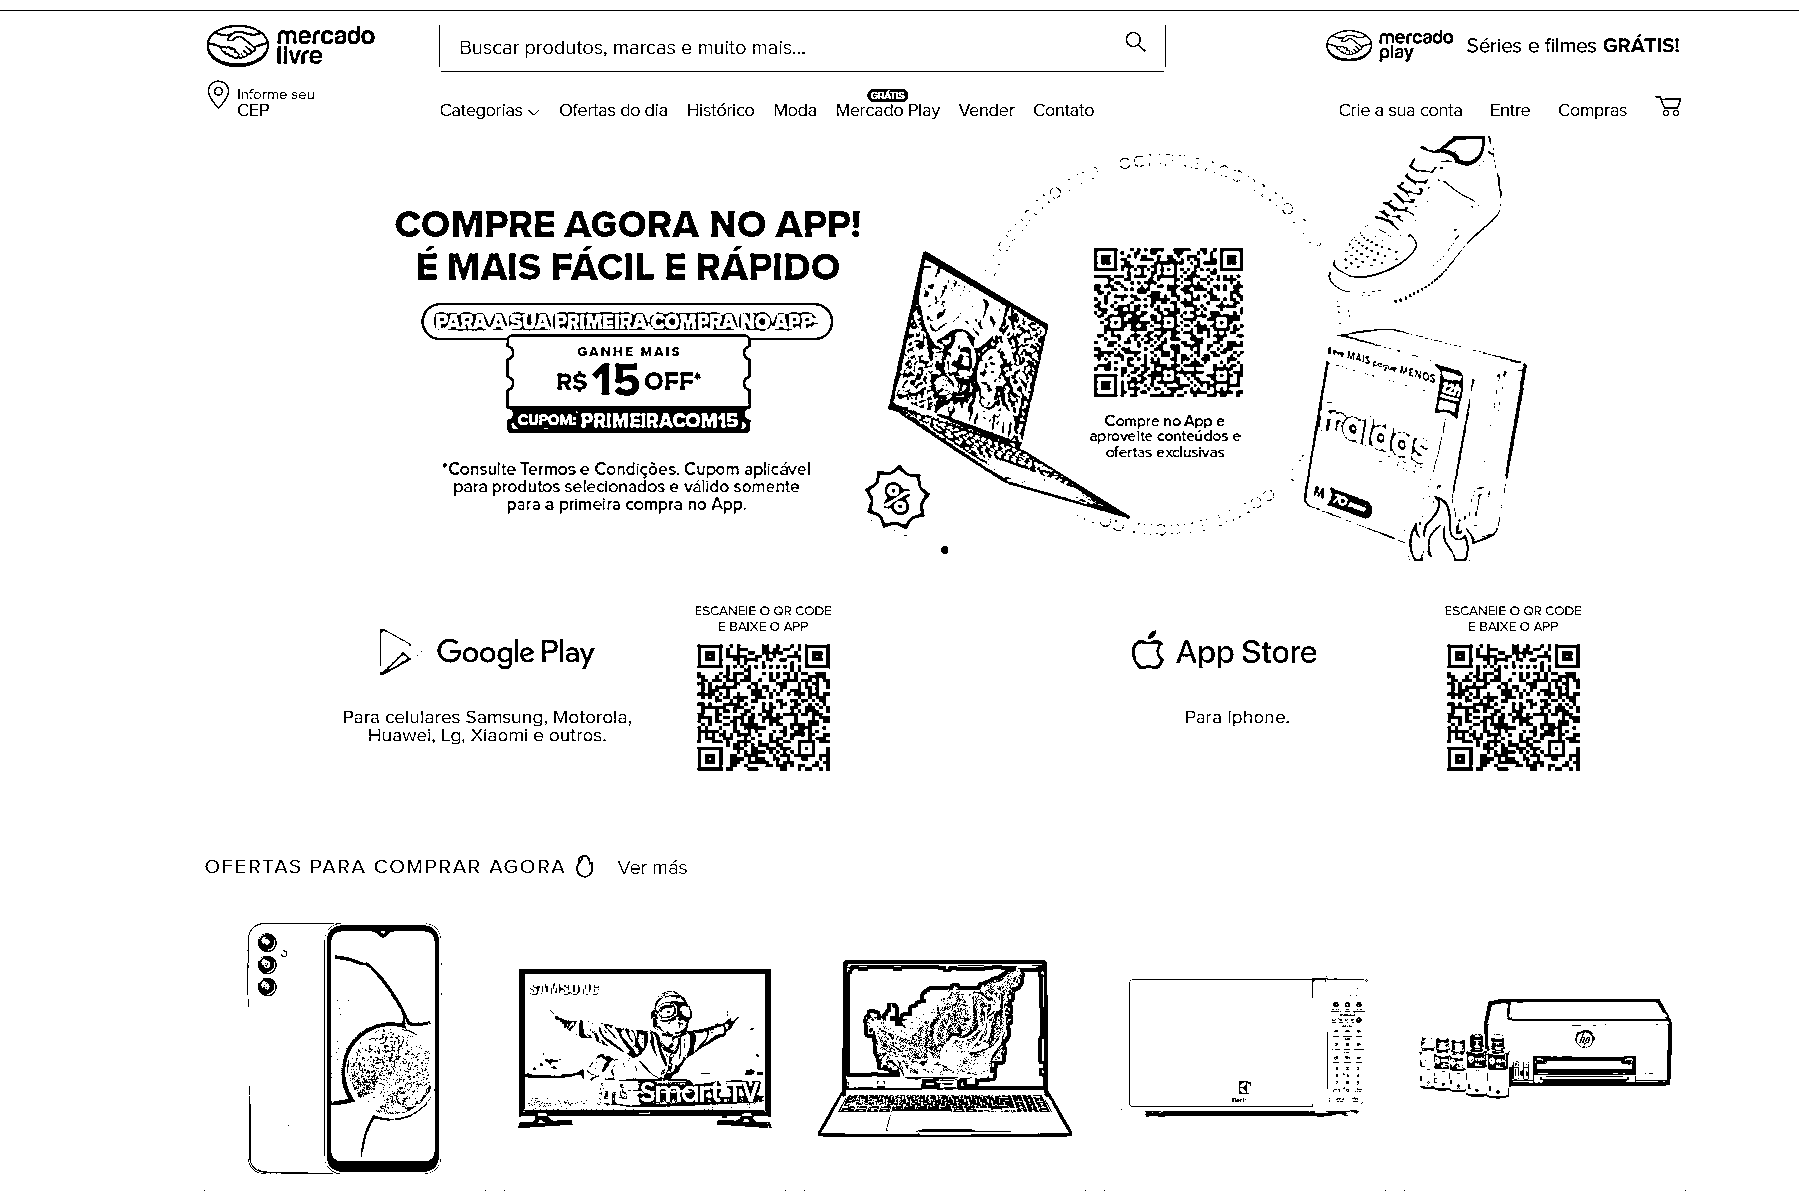 mercado
livre
Buscar produtos, marcas e muito mais...
mercado
play
Séries e filmes GRÁTIS!
Informe seu
CEP
Categorias
Ofertas do dia
Histórico
Moda
GRÁTIS
Mercado Play
Vender
Contato
Crie a sua conta
Entre
Compras
COMPRE AGORA NO APP!
É MAIS FÁCIL E RÁPIDO
PARA A SUA PRIMEIRA COMPRA NO APP
GANHE MAIS
R$ 15 OFF*
CUPOM: PRIMEIRACOM15
*Consulte Termos e Condições. Cupom aplicável
para produtos selecionados e válido somente
para a primeira compra no App.
Compre no App e
aproveite conteúdos e
ofertas exclusivas
MAIS pague MENOS
M
ESCANEIE O QR CODE
E BAIXE O APP
Google Play
Para celulares Samsung, Motorola,
Huawei, Lg, Xiaomi e outros.
ESCANEIE O QR CODE
E BAIXE O APP
App Store
Para Iphone.
OFERTAS PARA COMPRAR AGORA
Ver más
SAMSUNG
Smart TV
hp